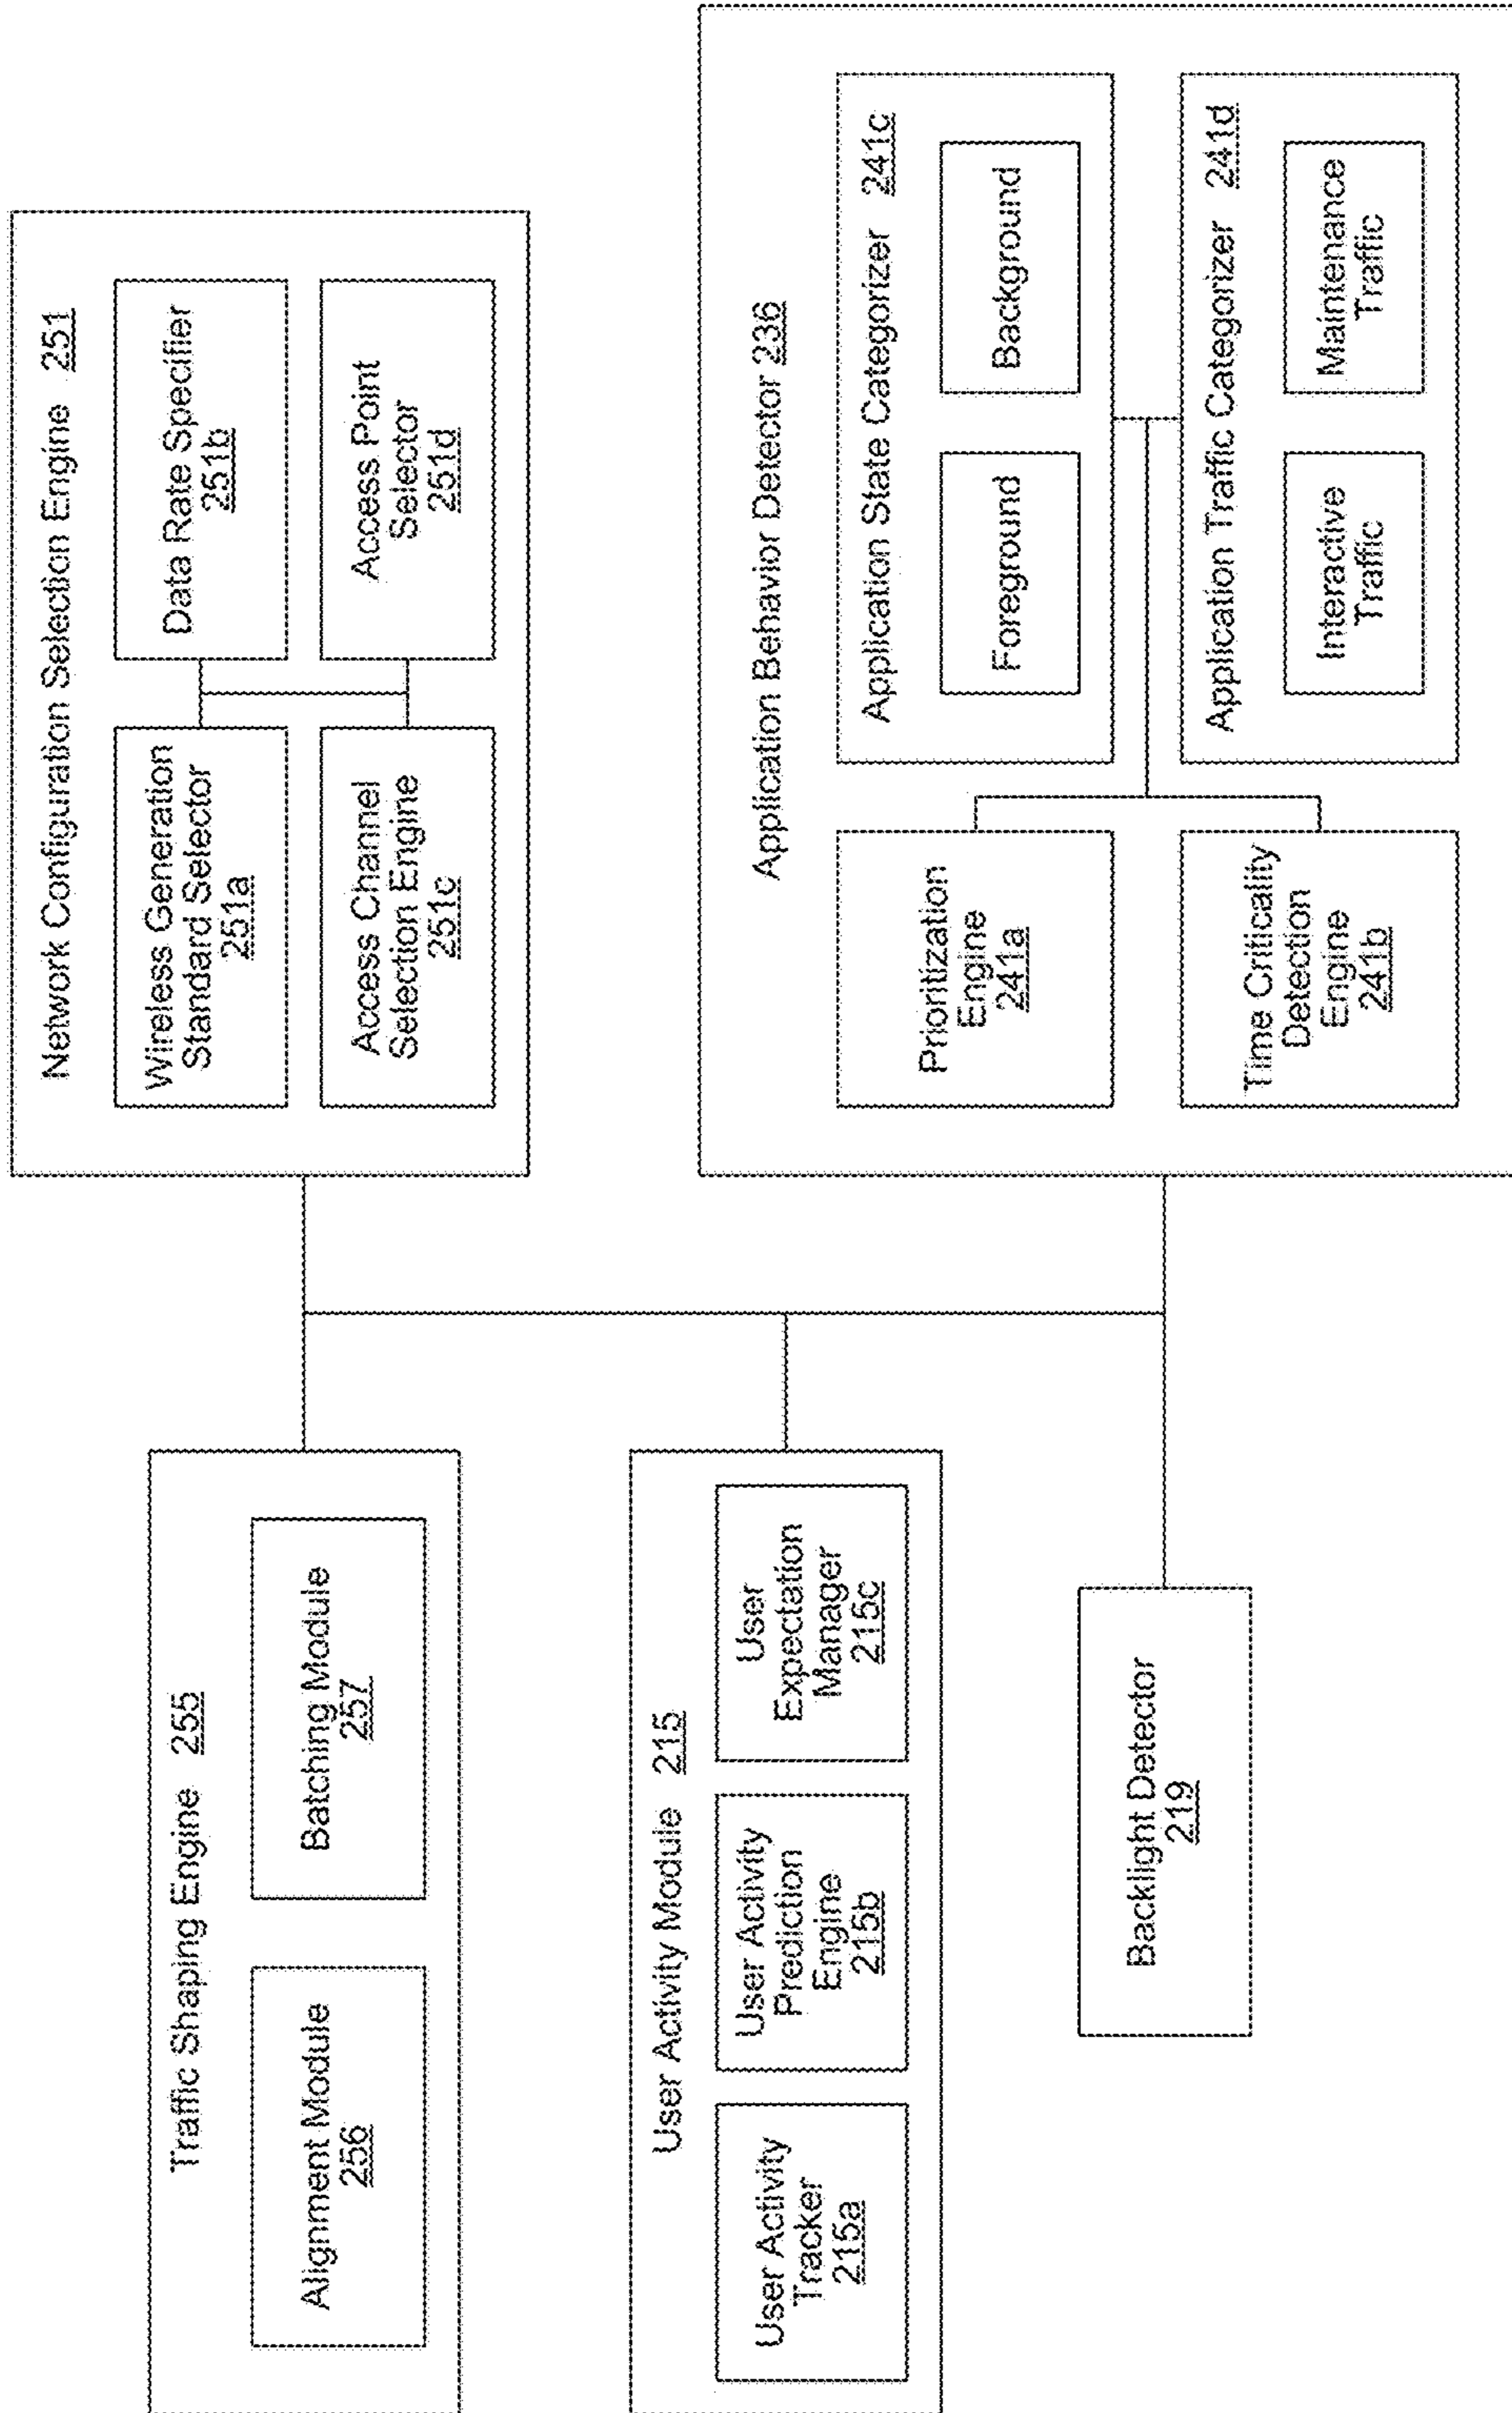 Traffic Shaping Engine 255
Alignment Module
256
Batching Module
257
User Activity Module 215
User Activity
Tracker
215a
User Activity
Prediction
Engine
215b
User
Expectation
Manager
215c
Backlight Detector
219
Network Configuration Selection Engine 251
Wireless Generation
Standard Selector
251a
Data Rate Specifier
251b
Access Channel
Selection Engine
251c
Access Point
Selector
251d
Application Behavior Detector 236
Prioritization
Engine
241a
Time Criticality
Detection
Engine
241b
Application State Categorizer 241c
Foreground
Background
Application Traffic Categorizer 241d
Interactive
Traffic
Maintenance
Traffic